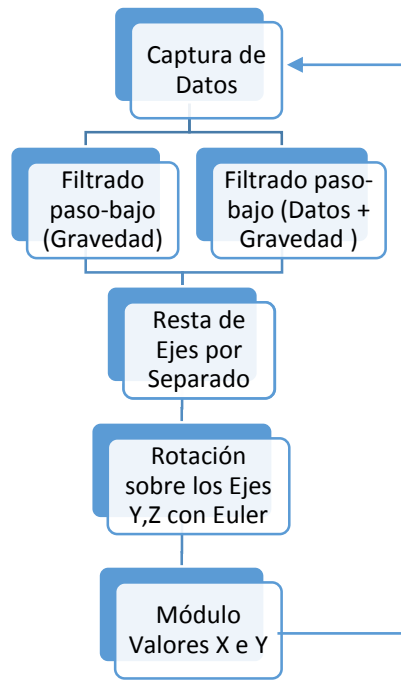 Captura de
Datos
Filtrado
paso-bajo
(Gravedad)
Filtrado paso-
bajo (Datos +
Gravedad )
Resta de
Ejes por
Separado
Rotación
sobre los Ejes
Y,Z con Euler
Módulo
Valores X e Y